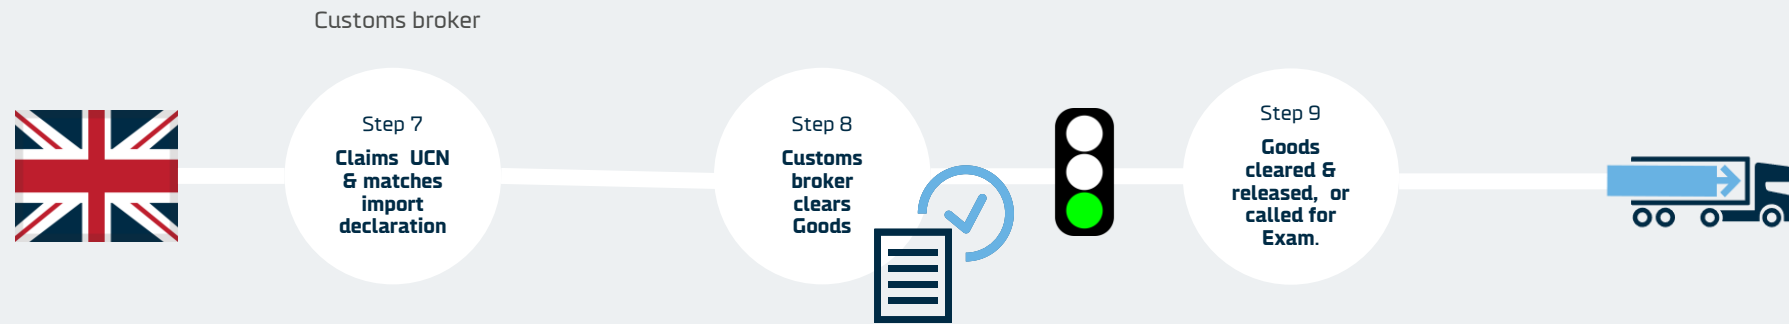 Customs broker
Step 7
Claims UCN
& matches
import
declaration
Step 8
Customs
broker
clears
Goods
Step 9
Goods
cleared &
released, or
called for
Exam.